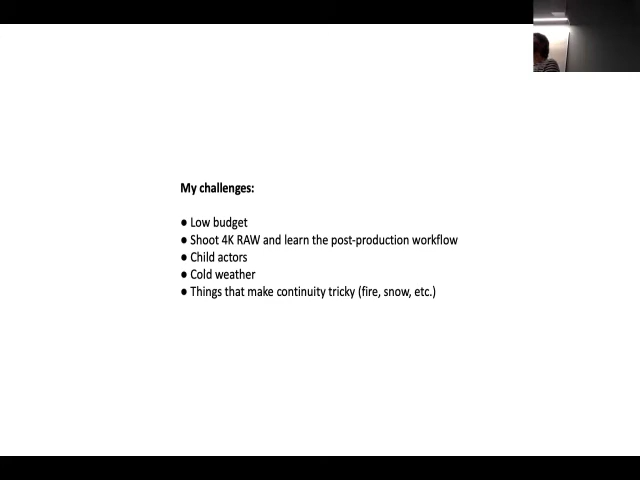 My challenges:
● Low budget
● Shoot 4K RAW and learn the post-production workflow
● Child actors
● Cold weather
● Things that make continuity tricky (fire, snow, etc.)